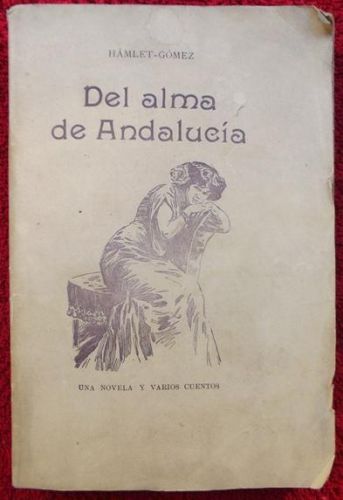 HÁMLET-GÓMEZ
Del alma
de Andalucía
UNA NOVELA Y VARIOS CUENTOS